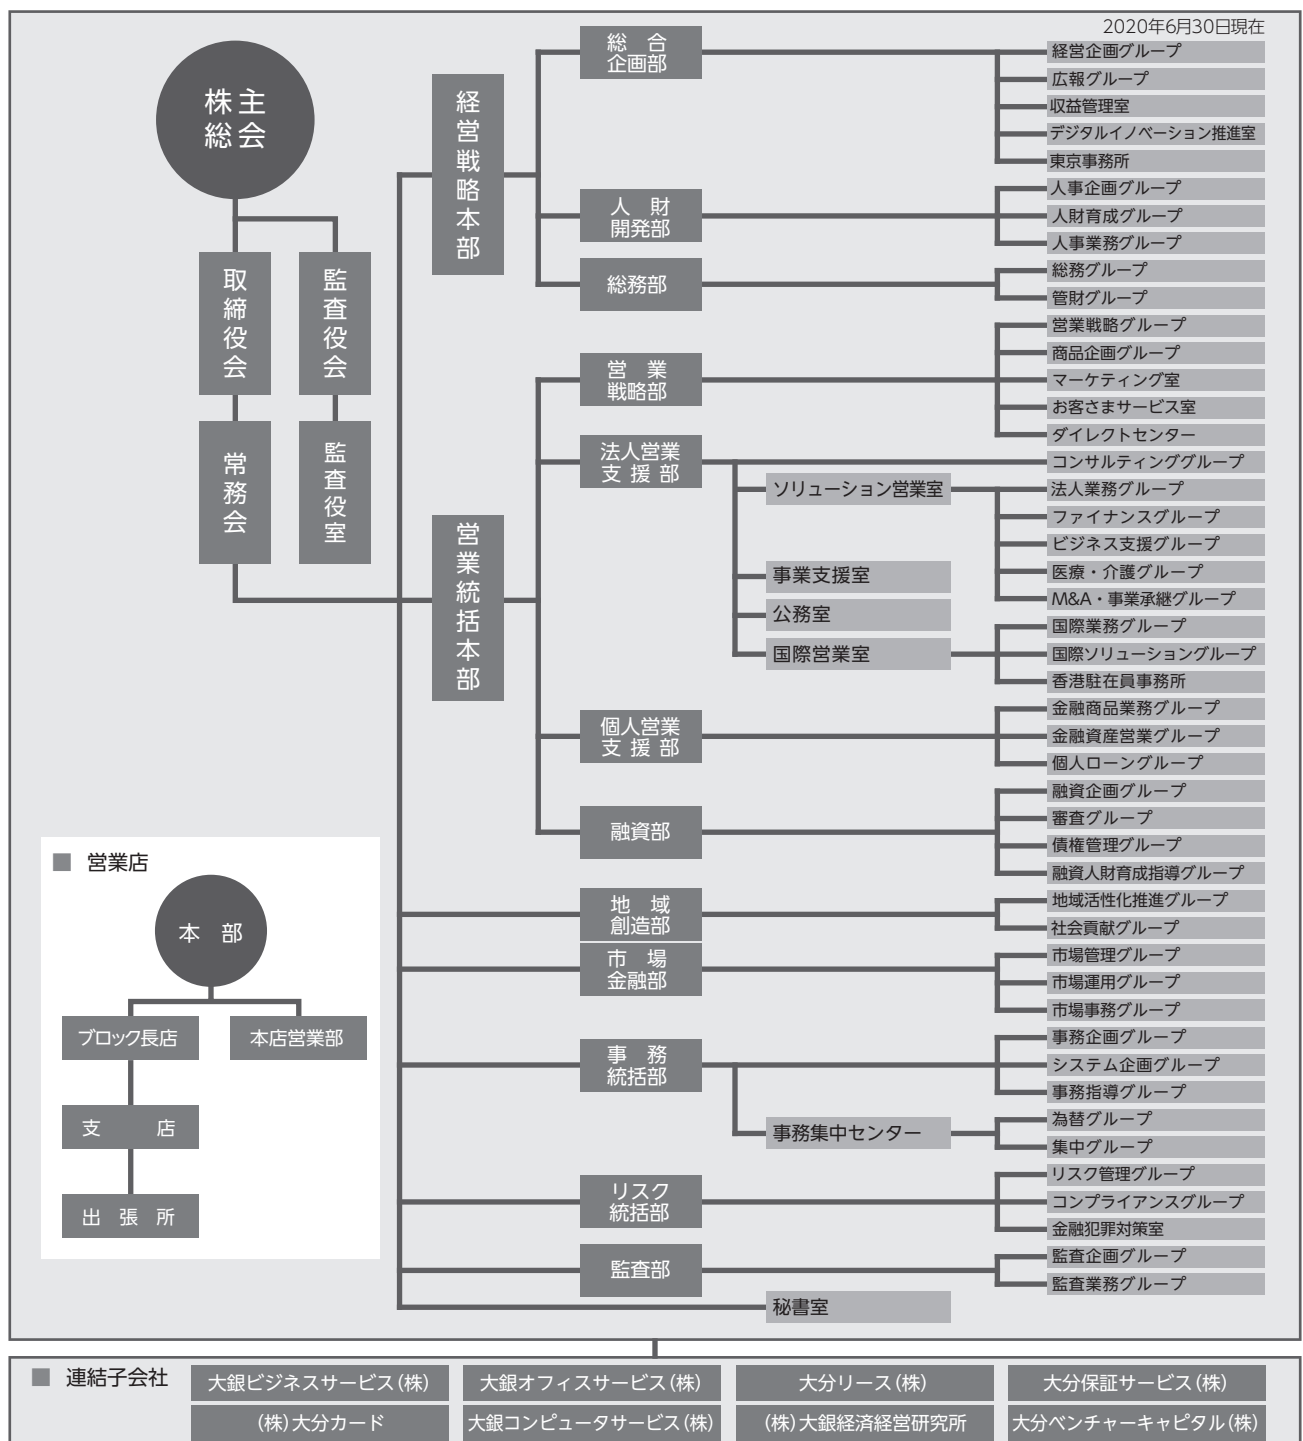 2020年6月30日現在
株主
総会
取締役会
監査役会
常務会
監査役室
経営戦略本部
総合
企画部
経営企画グループ
広報グループ
収益管理室
デジタルイノベーション推進室
東京事務所
人財
開発部
人事企画グループ
人財育成グループ
人事業務グループ
総務部
総務グループ
管財グループ
営業統括本部
営業
戦略部
営業戦略グループ
商品企画グループ
マーケティング室
お客さまサービス室
ダイレクトセンター
法人営業
支援部
コンサルティンググループ
ソリューション営業室
法人業務グループ
ファイナンスグループ
ビジネス支援グループ
医療・介護グループ
M&A・事業承継グループ
事業支援室
公務室
国際営業室
国際業務グループ
国際ソリューショングループ
香港駐在員事務所
個人営業
支援部
金融商品業務グループ
金融資産営業グループ
個人ローングループ
融資部
融資企画グループ
審査グループ
債権管理グループ
融資人財育成指導グループ
地域
創造部
地域活性化推進グループ
社会貢献グループ
市場
金融部
市場管理グループ
市場運用グループ
市場事務グループ
事務
統括部
事務企画グループ
システム企画グループ
事務指導グループ
事務集中センター
為替グループ
集中グループ
リスク
統括部
リスク管理グループ
コンプライアンスグループ
金融犯罪対策室
監査部
監査企画グループ
監査業務グループ
秘書室
■ 営業店
本部
ブロック長店
本店営業部
支店
出張所
■ 連結子会社
大銀ビジネスサービス(株)
大銀オフィスサービス(株)
大分リース(株)
大分保証サービス(株)
(株)大分カード
大銀コンピュータサービス(株)
(株)大銀経済経営研究所
大分ベンチャーキャピタル(株)